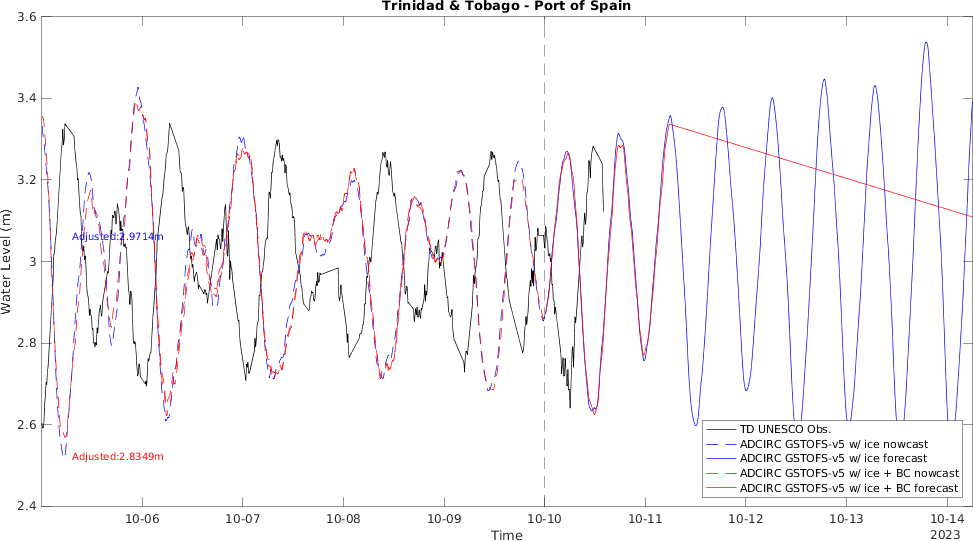 Trinidad & Tobago - Port of Spain
3.6
3.4
3.2
3
2.8
2.6
2.4
Water Level (m)
Adjusted:2.9714m
Adjusted:2.8349m
TD UNESCO Obs.
ADCIRC GSTOFS-v5 w/ ice nowcast
ADCIRC GSTOFS-v5 w/ ice forecast
ADCIRC GSTOFS-v5 w/ ice + BC nowcast
ADCIRC GSTOFS-v5 w/ ice + BC forecast
10-06 10-07 10-08 10-09 10-10 10-11 10-12 10-13 10-14
2023
Time